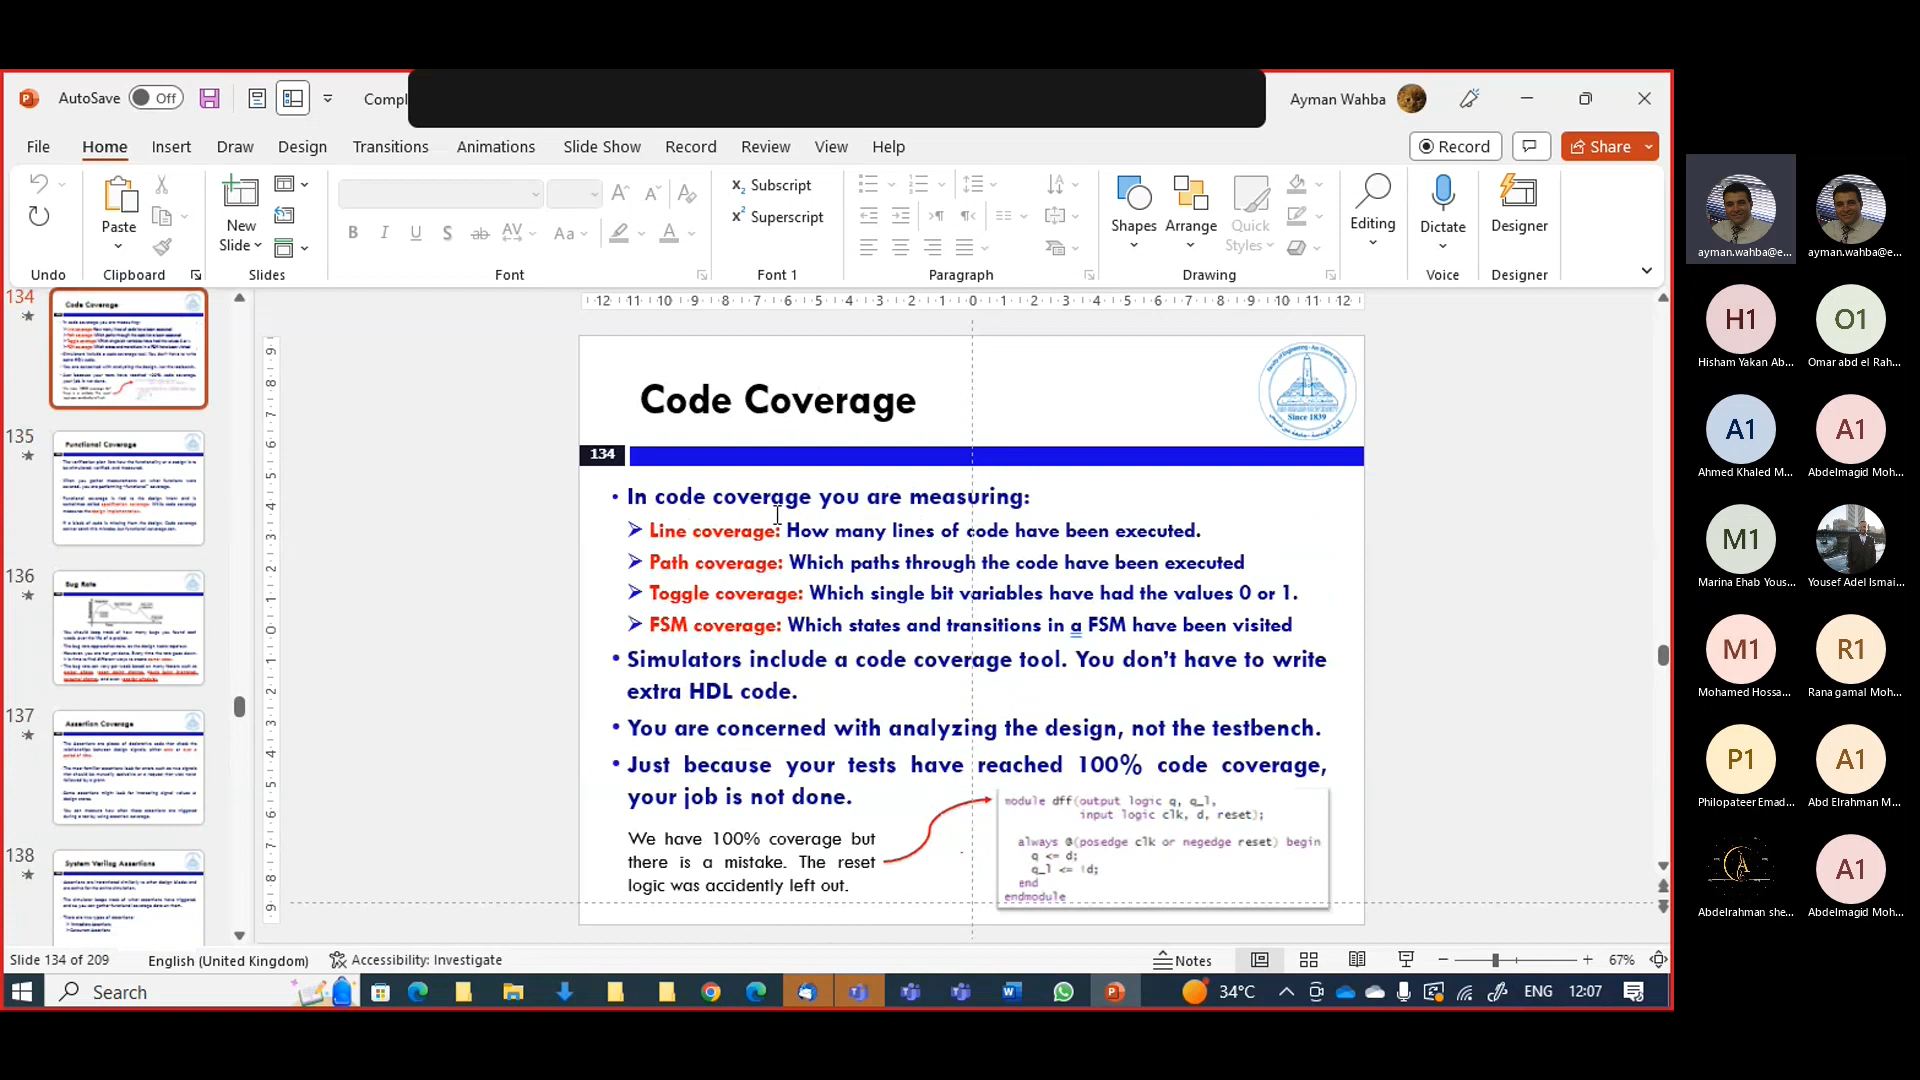 AutoSave Off Compl Ayman Wahba
File Home Insert Draw Design Transitions Animations Slide Show Record Review View Help Record Share
Subscript
Superscript
Paste New Slide Shapes Arrange Quick Styles Editing Dictate Designer
Undo Clipboard Slides Font Font 1 Paragraph Drawing Voice Designer
134
Code Coverage
135
Functional Coverage
136
Bug Rate
137
Assertion Coverage
138
System Verilog Assertions
Code Coverage
Since 1839
134
• In code coverage you are measuring:
➢ Line coverage: How many lines of code have been executed.
➢ Path coverage: Which paths through the code have been executed
➢ Toggle coverage: Which single bit variables have had the values 0 or 1.
➢ FSM coverage: Which states and transitions in a FSM have been visited
• Simulators include a code coverage tool. You don’t have to write
extra HDL code.
• You are concerned with analyzing the design, not the testbench.
• Just because your tests have reached 100% code coverage,
your job is not done.
We have 100% coverage but
there is a mistake. The reset
logic was accidently left out.
module dff(output logic q, q_l,
input logic clk, d, reset);
always @(posedge clk or negedge reset) begin
q <= d;
q_l <= !d;
end
endmodule
Slide 134 of 209 English (United Kingdom) Accessibility: Investigate Notes 67%
Search 34°C ENG 12:07
ayman.wahba@e... ayman.wahba@e...
H1 O1
Hisham Yakan Ab... Omar abd el Rah...
A1 A1
Ahmed Khaled M... Abdelmagid Moh...
M1
Marina Ehab Yous... Yousef Adel Ismai...
M1 R1
Mohamed Hossa... Rana gamal Moh...
P1 A1
Philopateer Emad... Abd Elrahman M...
A1
Abdelrahman she... Abdelmagid Moh...